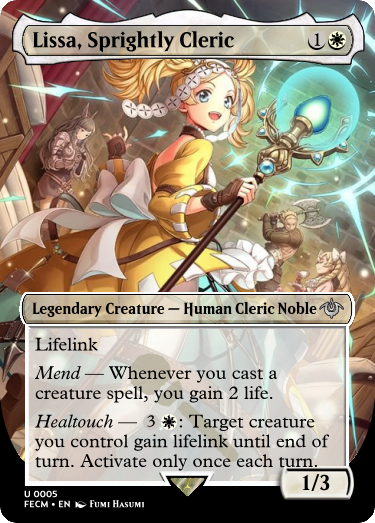 Lissa, Sprightly Cleric 1
Legendary Creature — Human Cleric Noble
Lifelink
Mend — Whenever you cast a
creature spell, you gain 2 life.
Healtouch — 3 : Target creature
you control gain lifelink until end of
turn. Activate only once each turn.
1/3
U 0005
FECM • EN Fumi Hasumi